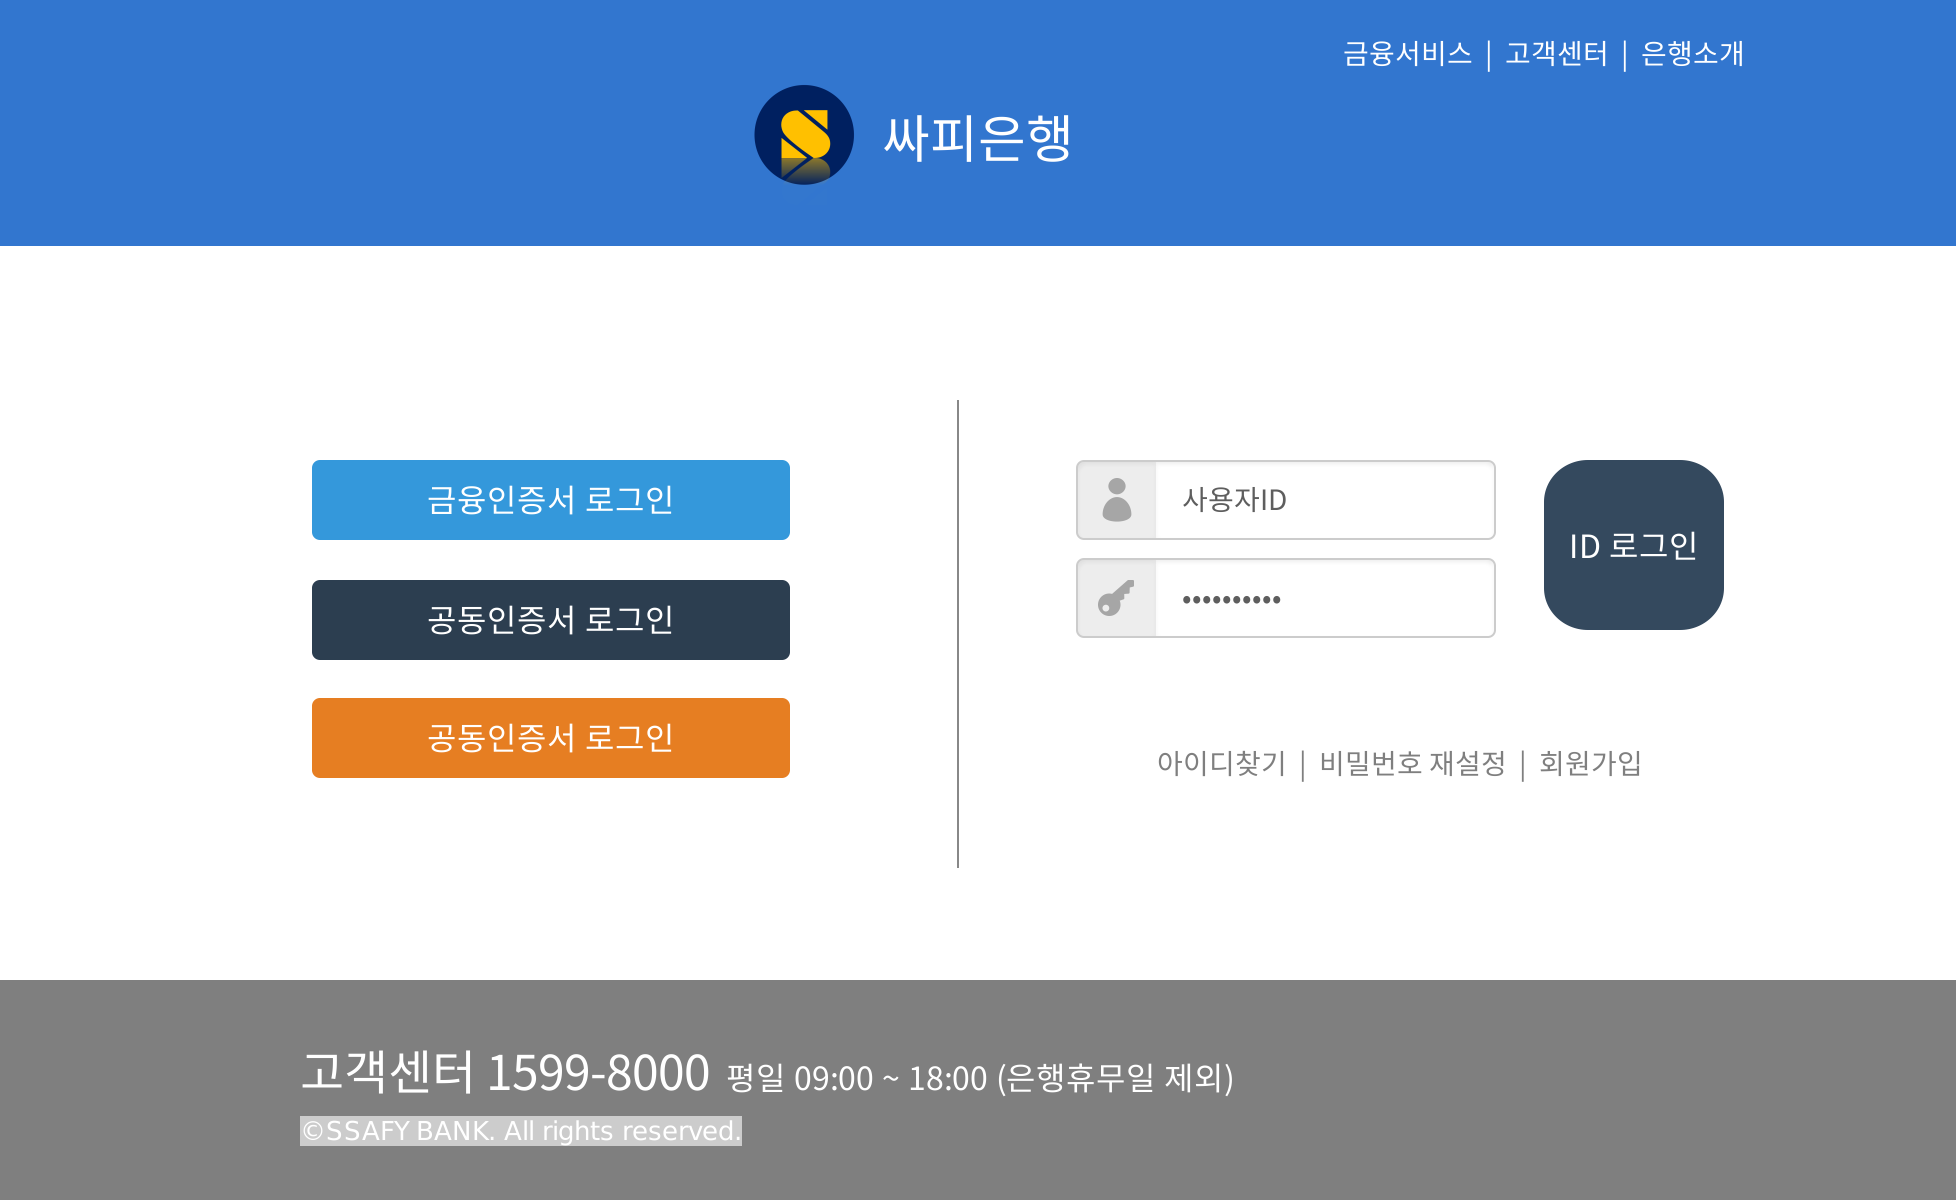 금융서비스 | 고객센터 | 은행소개
싸피은행
금융인증서 로그인
공동인증서 로그인
공동인증서 로그인
사용자ID
••••••••••
ID 로그인
아이디찾기 | 비밀번호 재설정 | 회원가입
고객센터 1599-8000 평일 09:00 ~ 18:00 (은행휴무일 제외)
©SSAFY BANK. All rights reserved.